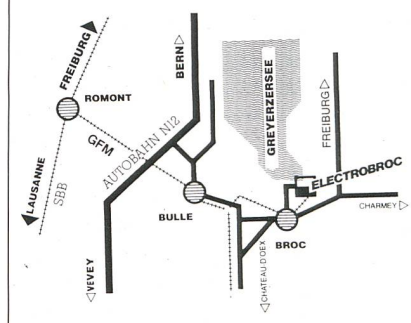 FREIBURG
ROMONT
LAUSANNE
SBB
GFM
AUTOBAHN N12
BERN
GREYERZERSEE
FREIBURG
ELECTROBROC
CHARMEY
BULLE
BROC
VEVEY
CHATEAU D'OEX